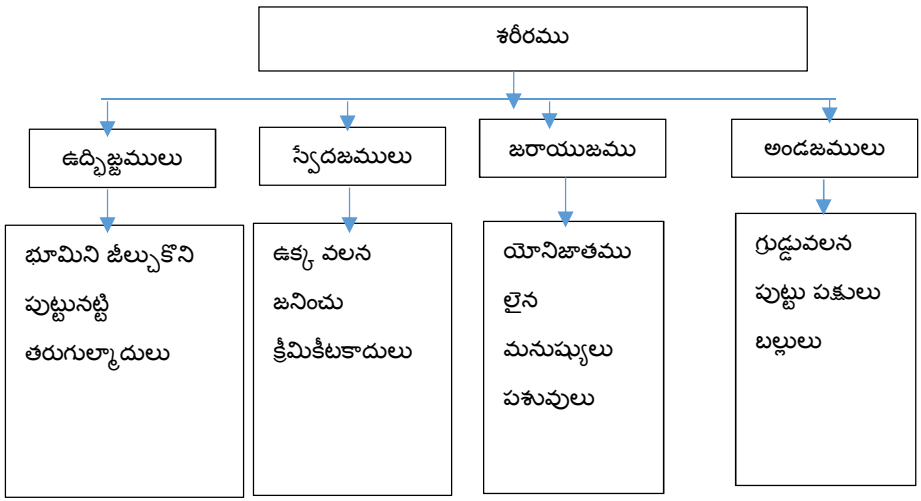 శరీరము
ఉద్భిజ్జములు
స్వేదజములు
జరాయుజము
అండజములు
భూమిని జీల్చుకొని
పుట్టునట్టి
తరుగుల్మాదులు
ఉక్క వలన
జనించు
క్రీమికీటకాదులు
యోనిజాతము
లైన
మనుష్యులు
పశువులు
గ్రుడ్డువలన
పుట్టు పక్షులు
బల్లులు